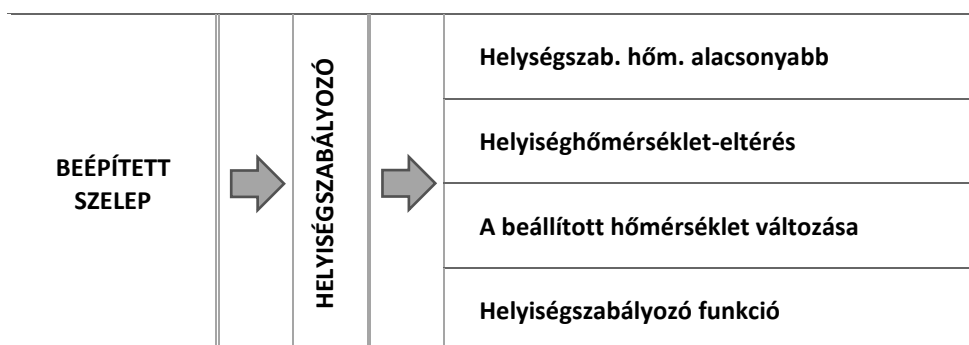 BEÉPÍTETT
SZELEP
HELYISÉGSZABÁLYOZÓ
Helységszab. hőm. alacsonyabb
Helyiséghőmérséklet-eltérés
A beállított hőmérséklet változása
Helyiségszabályozó funkció